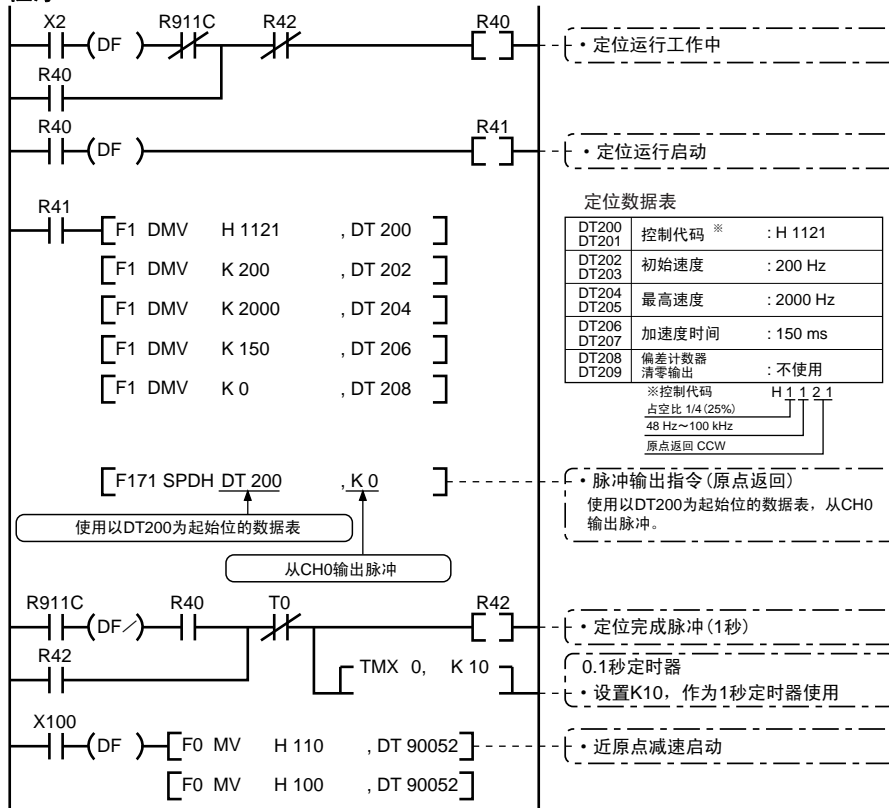 X2 R911C R42 R40
(DF )
・定位运行工作中
R40
R40 R41
(DF )
・定位运行启动
R41
F1 DMV H 1121 , DT 200
F1 DMV K 200 , DT 202
F1 DMV K 2000 , DT 204
F1 DMV K 150 , DT 206
F1 DMV K 0 , DT 208
定位数据表
DT200
DT201
控制代码 ※ : H 1121
DT202
DT203
初始速度 : 200 Hz
DT204
DT205
最高速度 : 2000 Hz
DT206
DT207
加速度时间 : 150 ms
DT208
DT209
偏差计数器
清零输出 : 不使用
※控制代码 H 1 1 2 1
占空比 1/4(25%)
48 Hz～100 kHz
原点返回 CCW
F171 SPDH DT 200 , K 0
・脉冲输出指令(原点返回)
使用以DT200为起始位的数据表，从CH0
输出脉冲。
使用以DT200为起始位的数据表
从CH0输出脉冲
R911C R40 T0 R42
(DF/)
・定位完成脉冲(1秒)
R42
TMX 0, K 10
0.1秒定时器
・设置K10，作为1秒定时器使用
X100
(DF )
F0 MV H 110 , DT 90052
・近原点减速启动
F0 MV H 100 , DT 90052